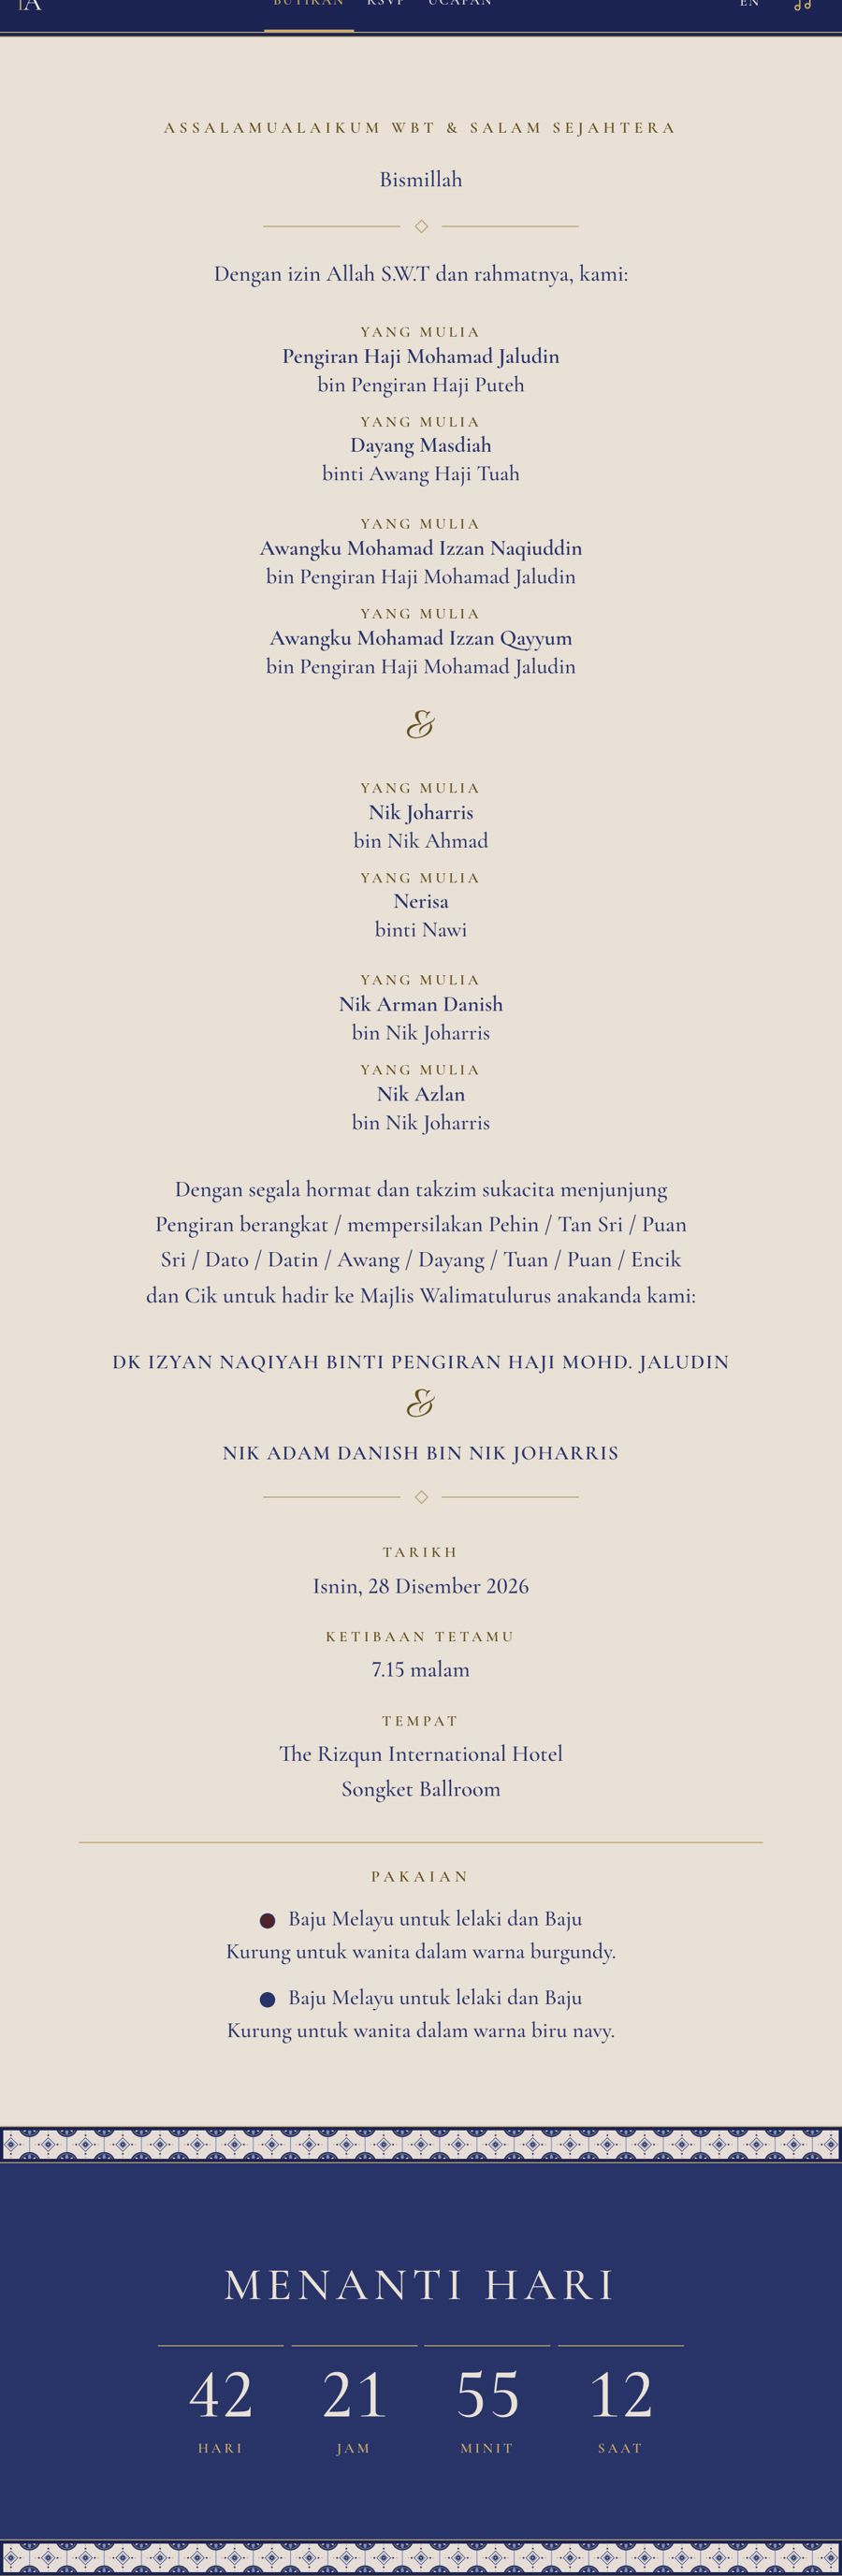 IA
BUTIRAN RSVP UCAPAN
EN
ASSALAMUALAIKUM WBT & SALAM SEJAHTERA
Bismillah
Dengan izin Allah S.W.T dan rahmatnya, kami:
YANG MULIA
Pengiran Haji Mohamad Jaludin
bin Pengiran Haji Puteh
YANG MULIA
Dayang Masdiah
binti Awang Haji Tuah
YANG MULIA
Awangku Mohamad Izzan Naqiuddin
bin Pengiran Haji Mohamad Jaludin
YANG MULIA
Awangku Mohamad Izzan Qayyum
bin Pengiran Haji Mohamad Jaludin
&
YANG MULIA
Nik Joharris
bin Nik Ahmad
YANG MULIA
Nerisa
binti Nawi
YANG MULIA
Nik Arman Danish
bin Nik Joharris
YANG MULIA
Nik Azlan
bin Nik Joharris
Dengan segala hormat dan takzim sukacita menjunjung
Pengiran berangkat / mempersilakan Pehin / Tan Sri / Puan
Sri / Dato / Datin / Awang / Dayang / Tuan / Puan / Encik
dan Cik untuk hadir ke Majlis Walimatulurus anakanda kami:
DK IZYAN NAQIYAH BINTI PENGIRAN HAJI MOHD. JALUDIN
&
NIK ADAM DANISH BIN NIK JOHARRIS
TARIKH
Isnin, 28 Disember 2026
KETIBAAN TETAMU
7.15 malam
TEMPAT
The Rizqun International Hotel
Songket Ballroom
PAKAIAN
Baju Melayu untuk lelaki dan Baju
Kurung untuk wanita dalam warna burgundy.
Baju Melayu untuk lelaki dan Baju
Kurung untuk wanita dalam warna biru navy.
MENANTI HARI
42 21 55 12
HARI JAM MINIT SAAT